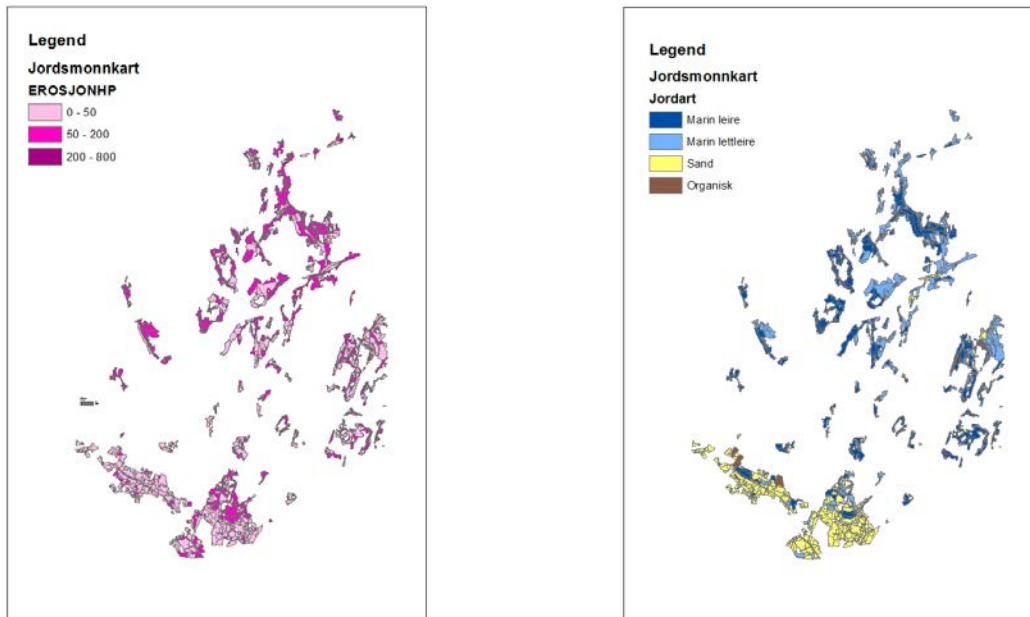 Legend
Jordsmonnkart
EROSJONHP
0 - 50
50 - 200
200 - 800
Legend
Jordsmonnkart
Jordart
Marin leire
Marin lettleire
Sand
Organisk